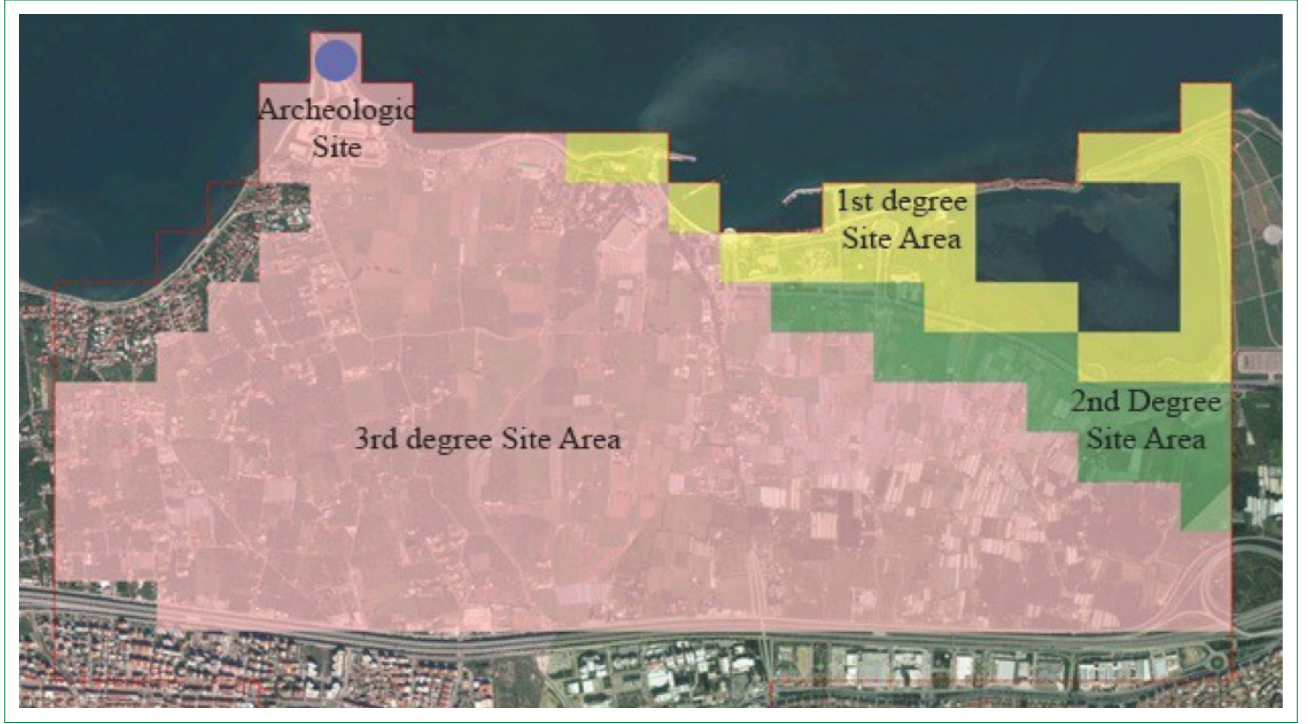 Archeologic
Site
1st degree
Site Area
2nd Degree
Site Area
3rd degree Site Area